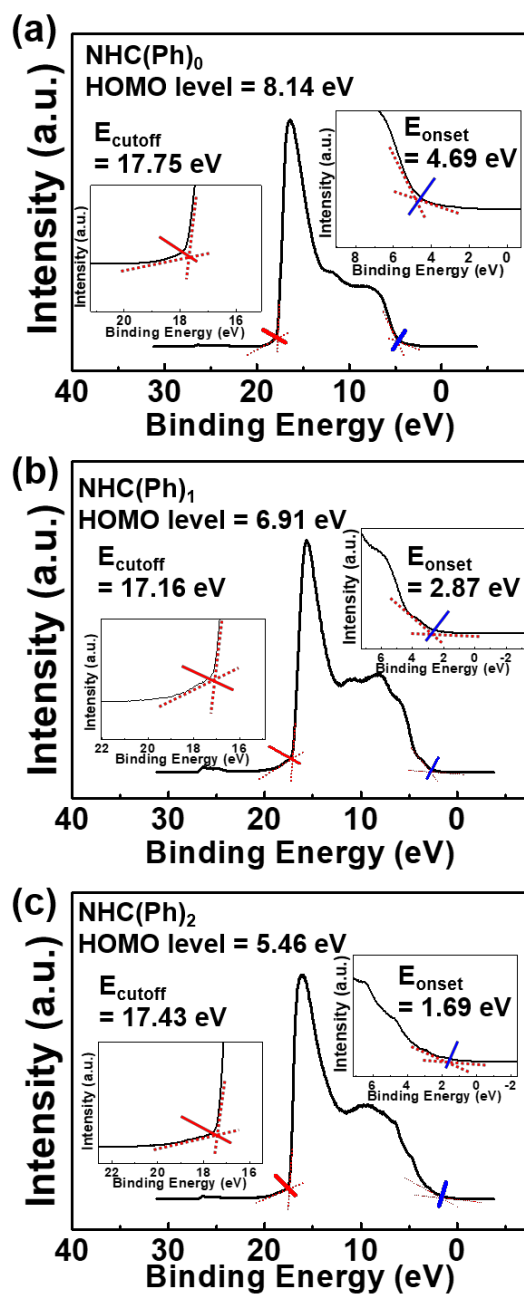 (a)
NHC(Ph)₀
HOMO level = 8.14 eV
E_cutoff
= 17.75 eV
E_onset
= 4.69 eV
Intensity (a.u.)
Intensity (a.u.)
20 18 16
Binding Energy (eV)
Intensity (a.u.)
8 6 4 2 0
Binding Energy (eV)
40 30 20 10 0
Binding Energy (eV)
(b)
NHC(Ph)₁
HOMO level = 6.91 eV
E_cutoff
= 17.16 eV
E_onset
= 2.87 eV
Intensity (a.u.)
Intensity (a.u.)
22 20 18 16
Binding Energy (eV)
Intensity (a.u.)
6 4 2 0 -2
Binding Energy (eV)
40 30 20 10 0
Binding Energy (eV)
(c)
NHC(Ph)₂
HOMO level = 5.46 eV
E_cutoff
= 17.43 eV
E_onset
= 1.69 eV
Intensity (a.u.)
Intensity (a.u.)
22 20 18 16
Binding Energy (eV)
Intensity (a.u.)
6 4 2 0 -2
Binding Energy (eV)
40 30 20 10 0
Binding Energy (eV)